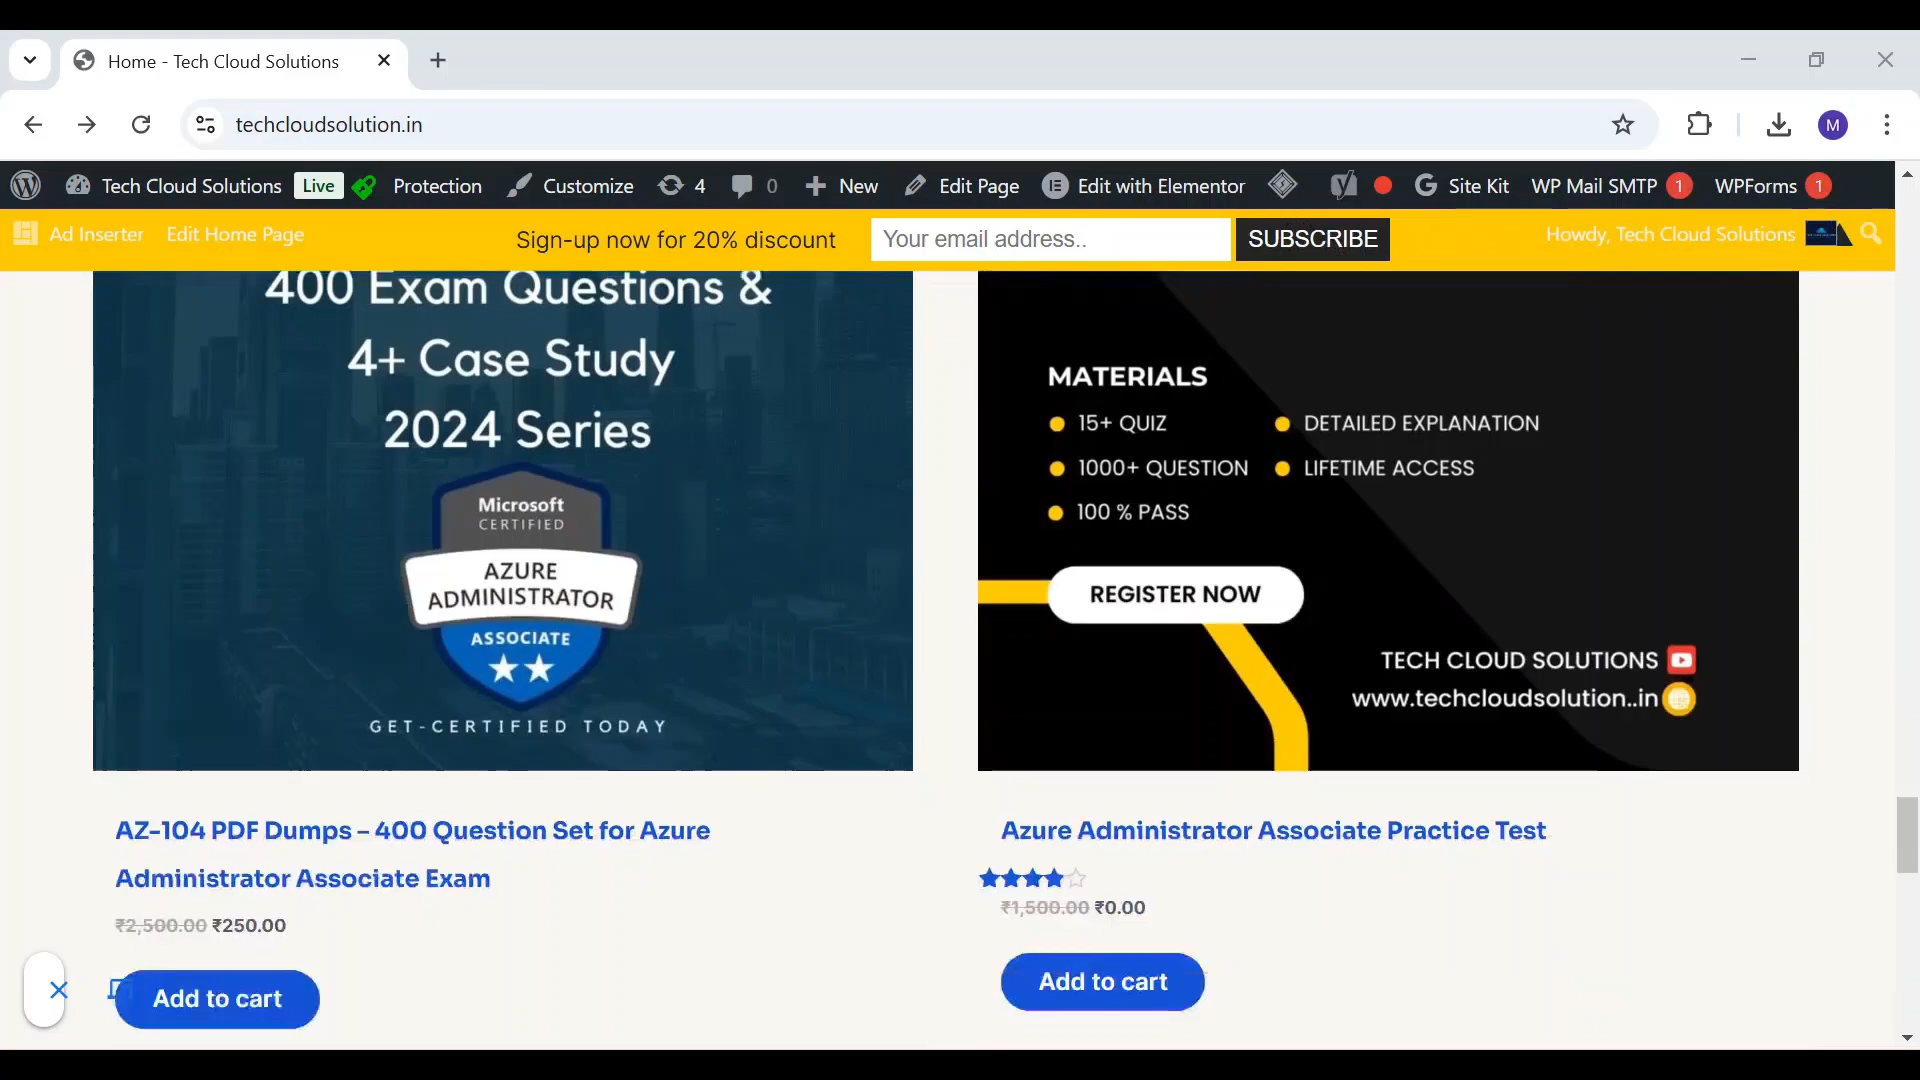 Home - Tech Cloud Solutions
techcloudsolution.in
M
Tech Cloud Solutions Live Protection Customize 4 0 New Edit Page Edit with Elementor Site Kit WP Mail SMTP 1 WPForms 1
Ad Inserter Edit Home Page Sign-up now for 20% discount Your email address.. SUBSCRIBE Howdy, Tech Cloud Solutions
400 Exam Questions &
4+ Case Study
2024 Series
Microsoft
CERTIFIED
AZURE
ADMINISTRATOR
ASSOCIATE
GET-CERTIFIED TODAY
MATERIALS
15+ QUIZ
DETAILED EXPLANATION
1000+ QUESTION
LIFETIME ACCESS
100 % PASS
REGISTER NOW
TECH CLOUD SOLUTIONS
www.techcloudsolution..in
AZ-104 PDF Dumps – 400 Question Set for Azure
Administrator Associate Exam
₹2,500.00 ₹250.00
Add to cart
Azure Administrator Associate Practice Test
₹1,500.00 ₹0.00
Add to cart